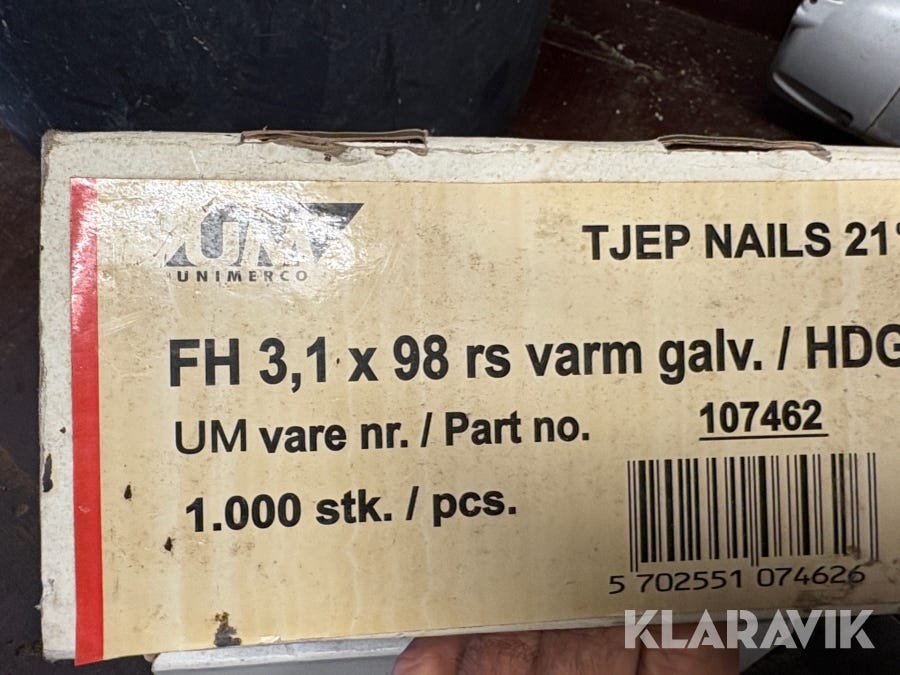 UM
UNIMERCO
TJEP NAILS 21°
FH 3,1 x 98 rs varm galv. / HDG
UM vare nr. / Part no. 107462
1.000 stk. / pcs.
5 702551 074626
KLARAVIK